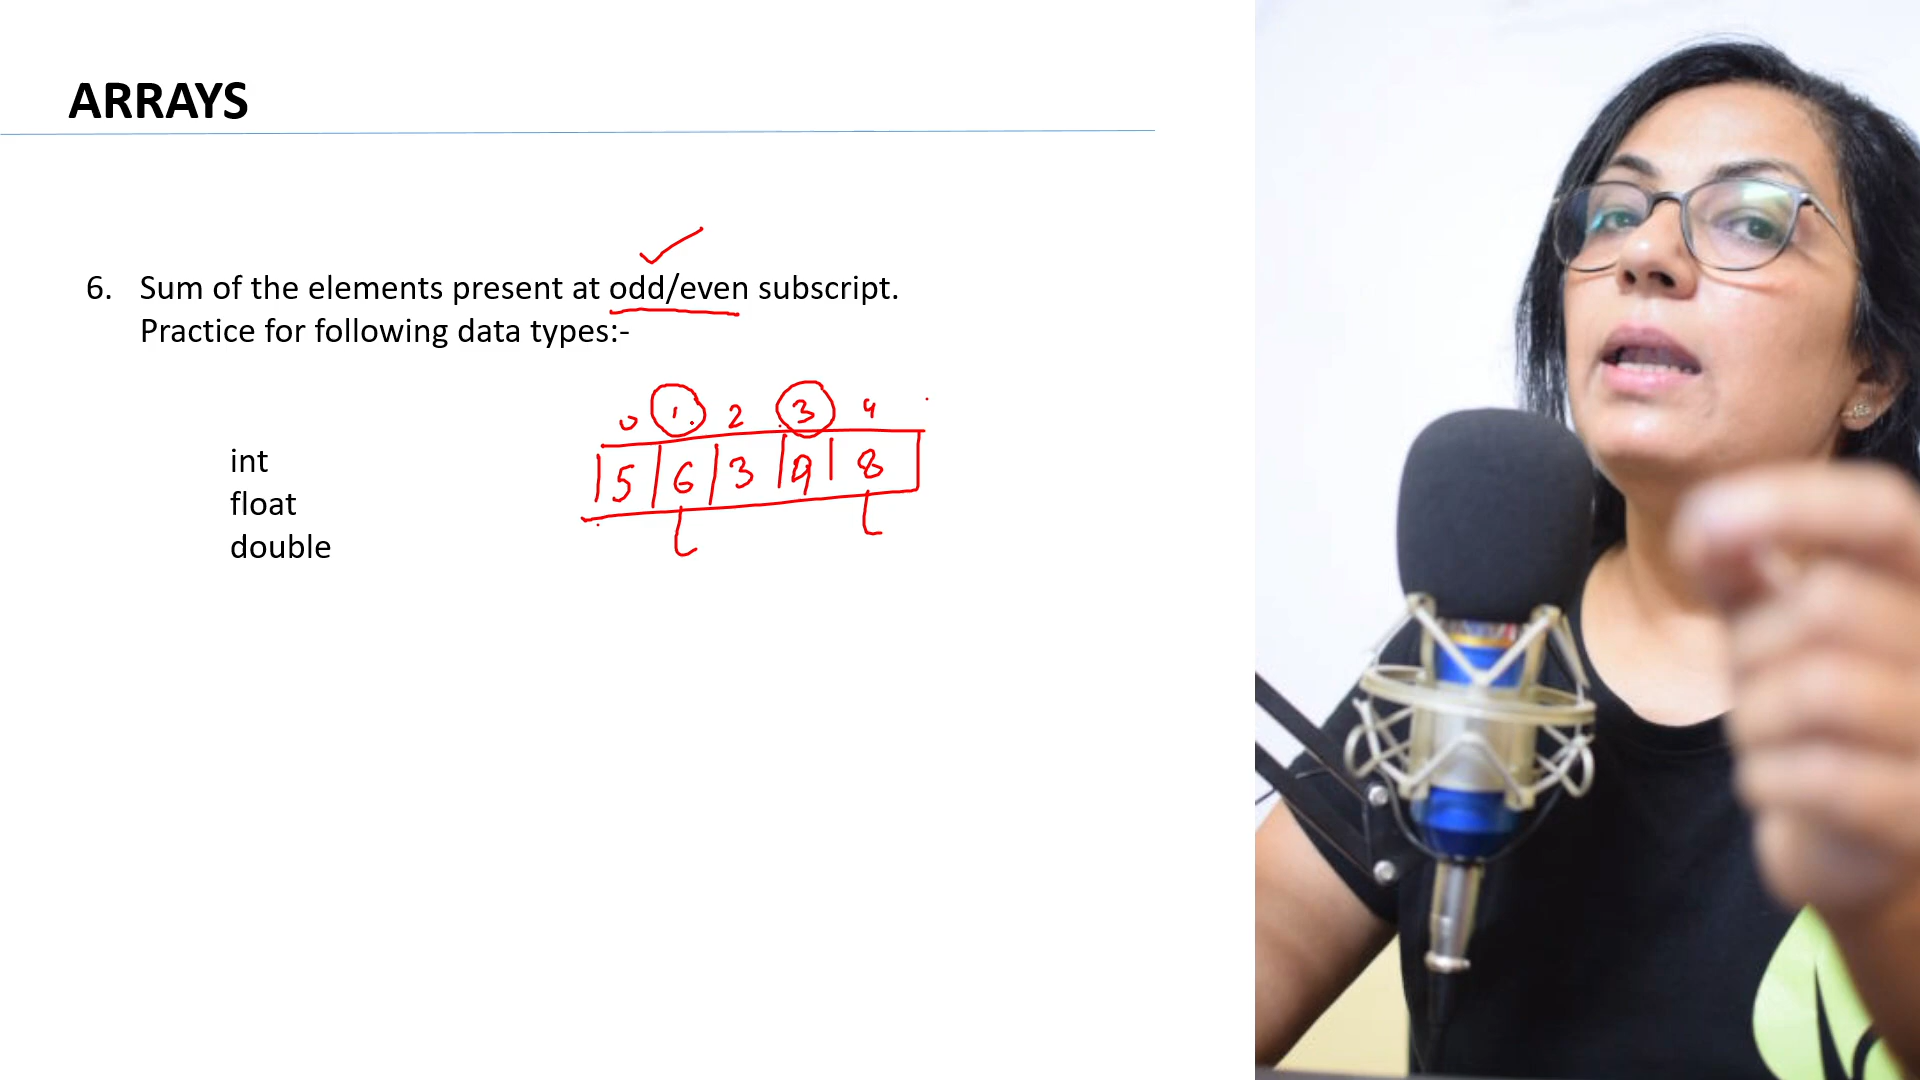 ARRAYS
6. Sum of the elements present at odd/even subscript.
Practice for following data types:-
0 1 2 3 4
int
5 6 3 9 8
float
double